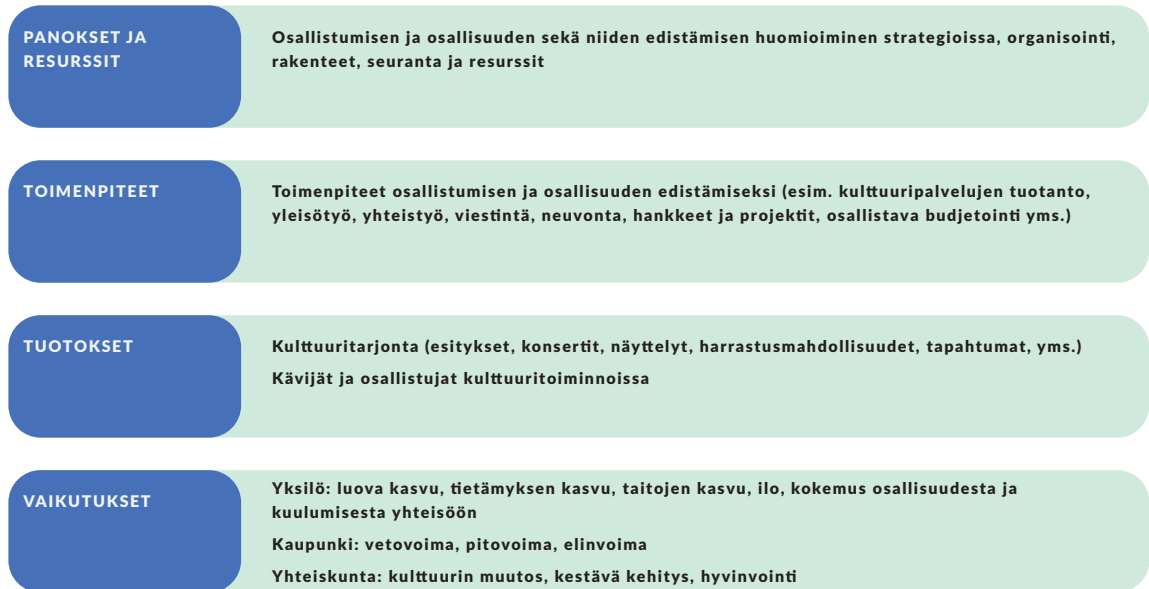 PANOKSET JA
RESURSSIT
Osallistumisen ja osallisuuden sekä niiden edistämisen huomioiminen strategioissa, organisointi,
rakenteet, seuranta ja resurssit
TOIMENPITEET
Toimenpiteet osallistumisen ja osallisuuden edistämiseksi (esim. kulttuuripalvelujen tuotanto,
yleisötyö, yhteistyö, viestintä, neuvonta, hankkeet ja projektit, osallistava budjetointi yms.)
TUOTOKSET
Kulttuuritarjonta (esitykset, konsertit, näyttelyt, harrastusmahdollisuudet, tapahtumat, yms.)
Kävijät ja osallistujat kulttuuritoiminnoissa
VAIKUTUKSET
Yksilö: luova kasvu, tietämyksen kasvu, taitojen kasvu, ilo, kokemus osallisuudesta ja
kuulumisesta yhteisöön
Kaupunki: vetovoima, pitovoima, elinvoima
Yhteiskunta: kulttuurin muutos, kestävä kehitys, hyvinvointi